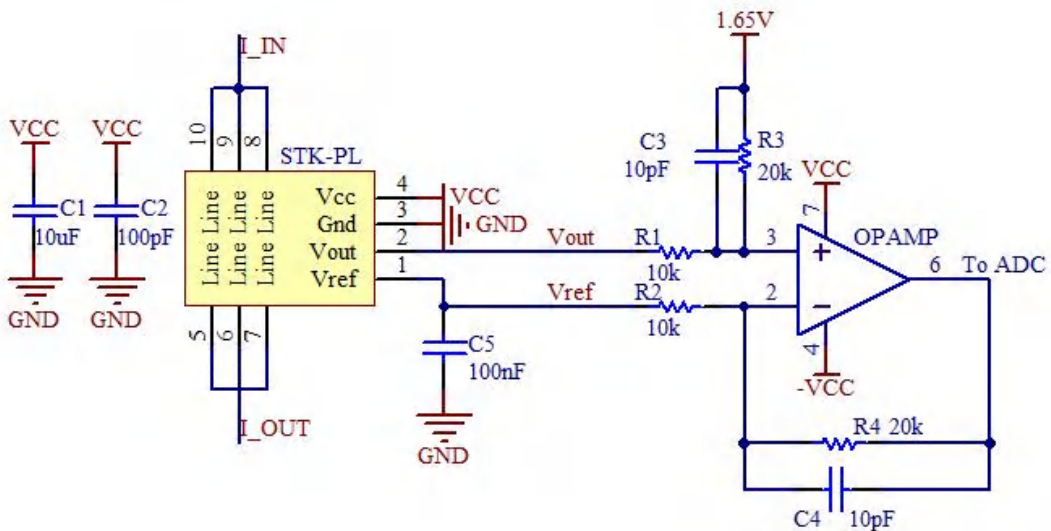 1.65V
I_IN
VCC
VCC
10
9
8
STK-PL
C3
10pF
R3
20k
VCC
7
C1
10uF
C2
100pF
Line Line
Line Line
Line Line
Vcc
Gnd
Vout
Vref
4
3
2
1
VCC
GND
Vout
R1
10k
3
+
OPAMP
6
To ADC
Vref
R2
10k
2
−
4
-VCC
GND
GND
5
6
7
C5
100nF
I_OUT
GND
R4 20k
C4
10pF